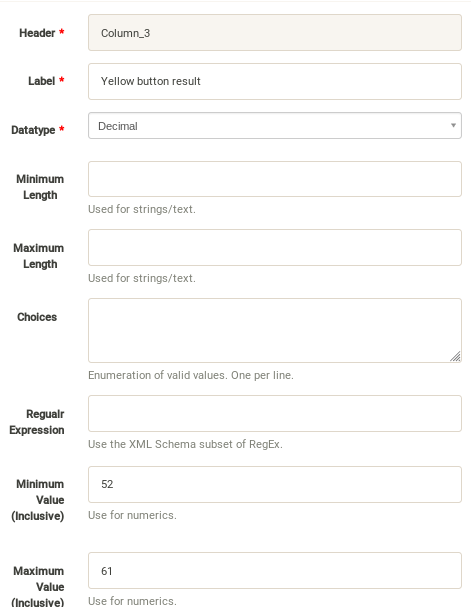 Header * Column_3
Label * Yellow button result
Datatype * Decimal
Minimum
Length
Used for strings/text.
Maximum
Length
Used for strings/text.
Choices
Enumeration of valid values. One per line.
Regualr
Expression
Use the XML Schema subset of RegEx.
Minimum
Value
(Inclusive)
52
Use for numerics.
Maximum
Value
(Inclusive)
61
Use for numerics.